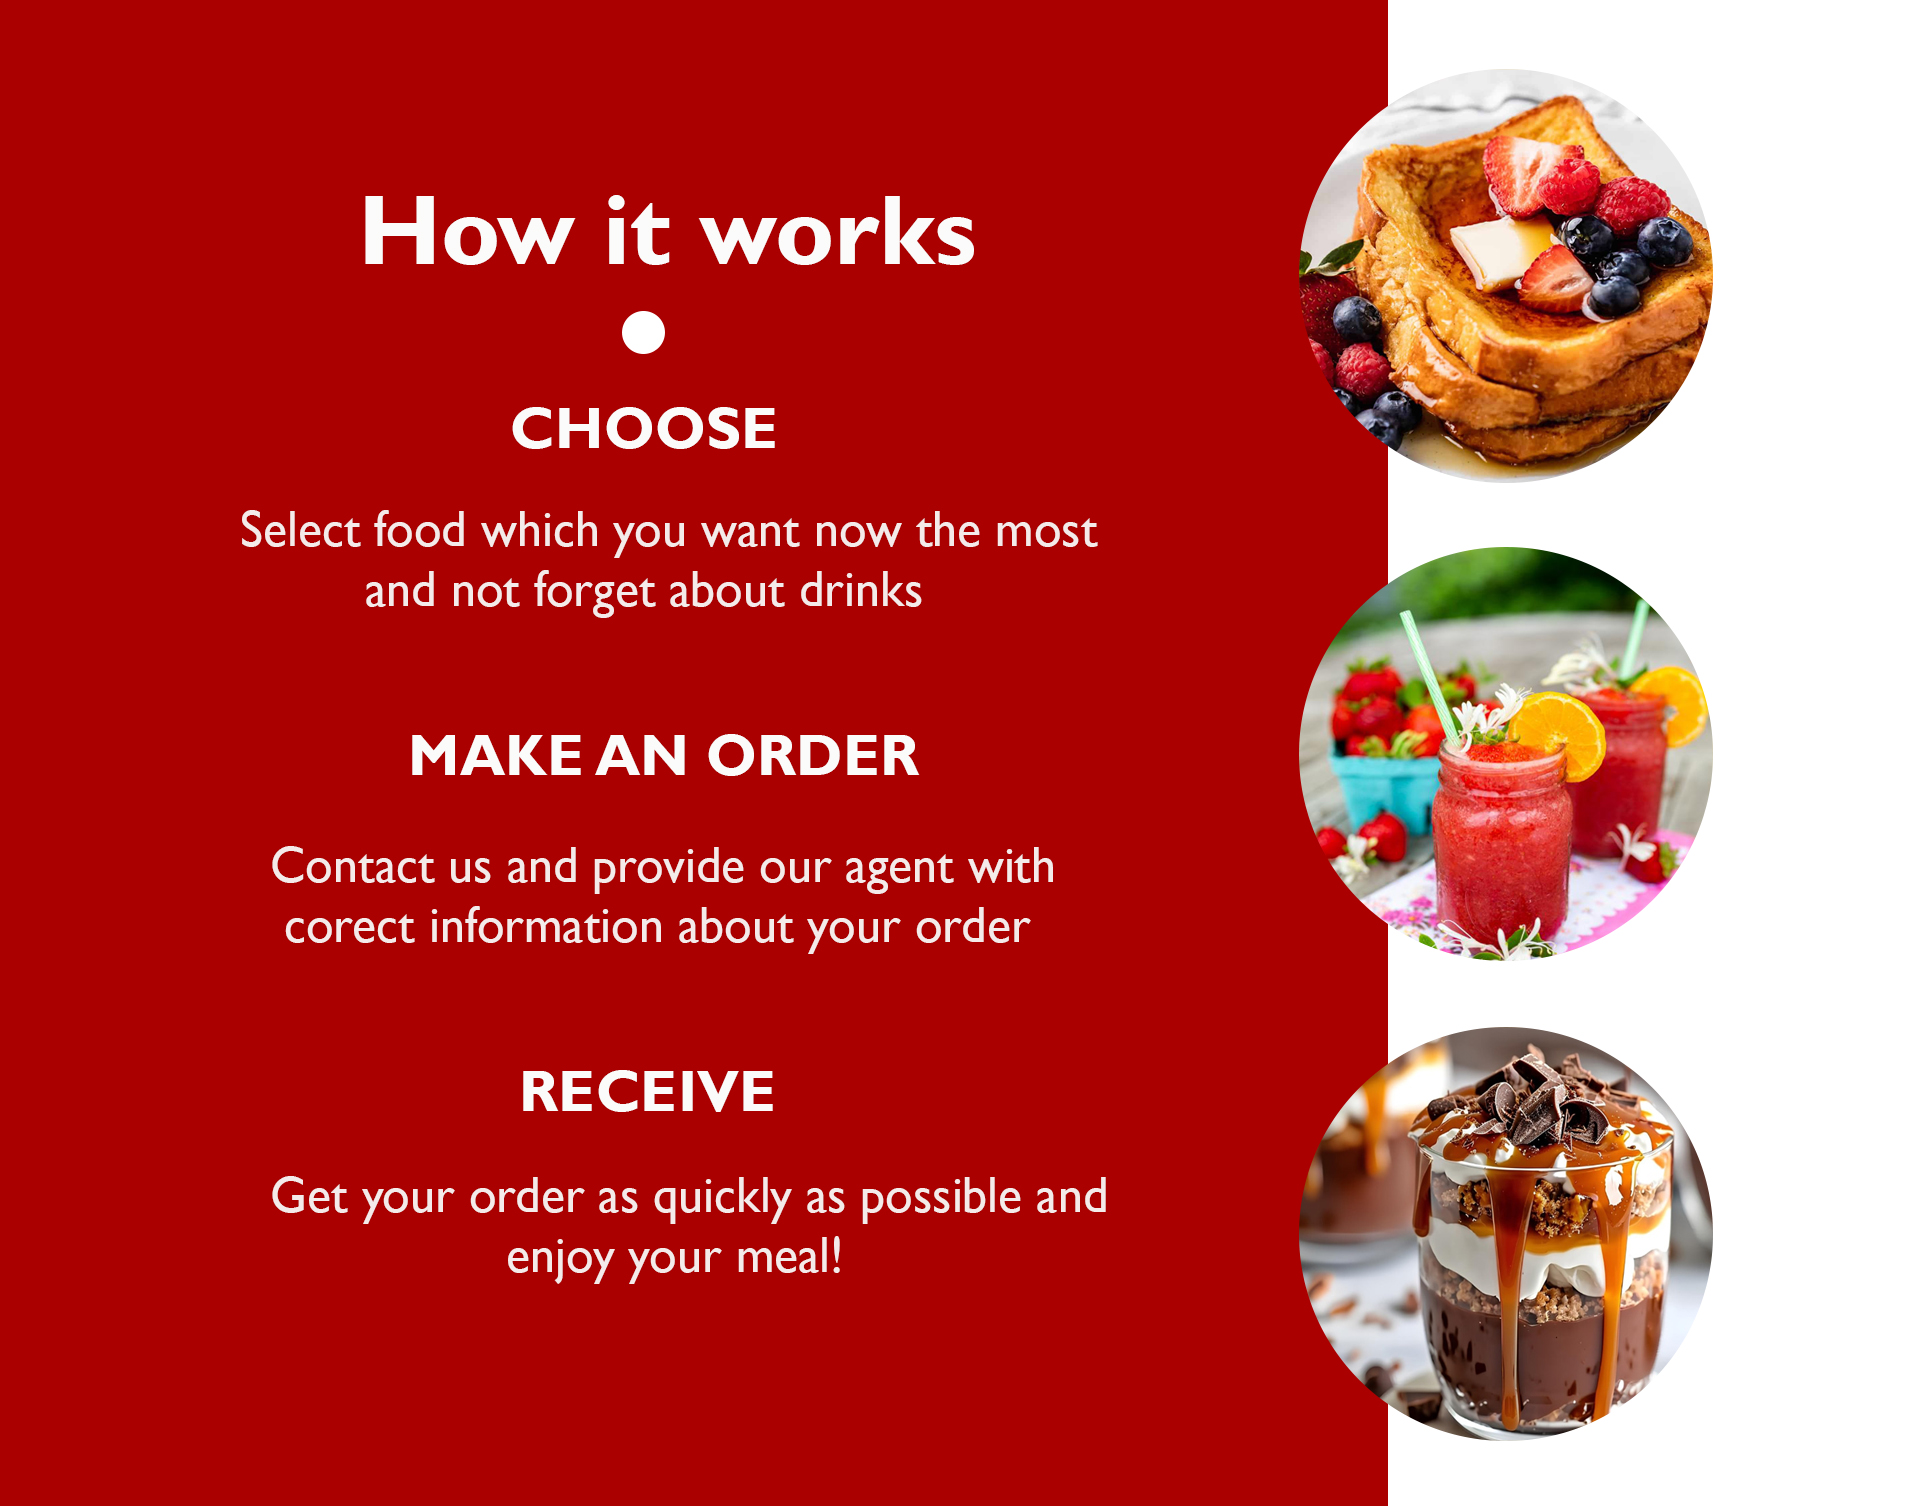 How it works
CHOOSE
Select food which you want now the most
and not forget about drinks
MAKE AN ORDER
Contact us and provide our agent with
corect information about your order
RECEIVE
Get your order as quickly as possible and
enjoy your meal!